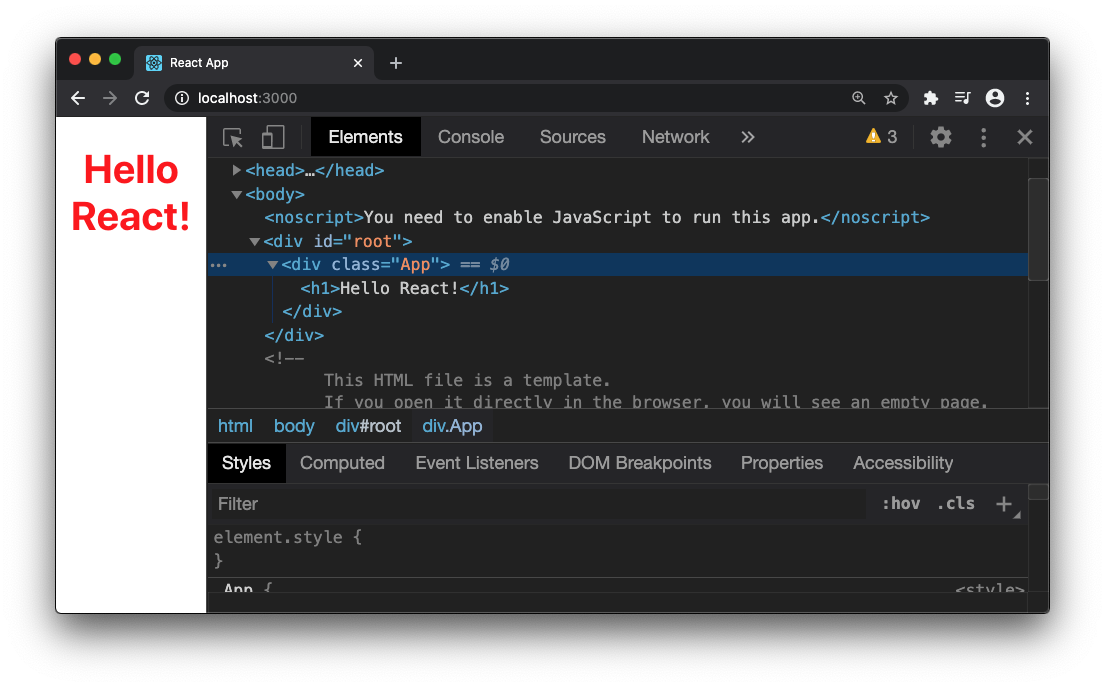 React App
localhost:3000
Hello
React!
Elements Console Sources Network » 3
<head>…</head>
<body>
<noscript>You need to enable JavaScript to run this app.</noscript>
<div id="root">
… <div class="App"> == $0
<h1>Hello React!</h1>
</div>
</div>
<!--
This HTML file is a template.
If you open it directly in the browser, you will see an empty page.
html body div#root div.App
Styles Computed Event Listeners DOM Breakpoints Properties Accessibility
Filter :hov .cls +
element.style {
}
.App { <style>